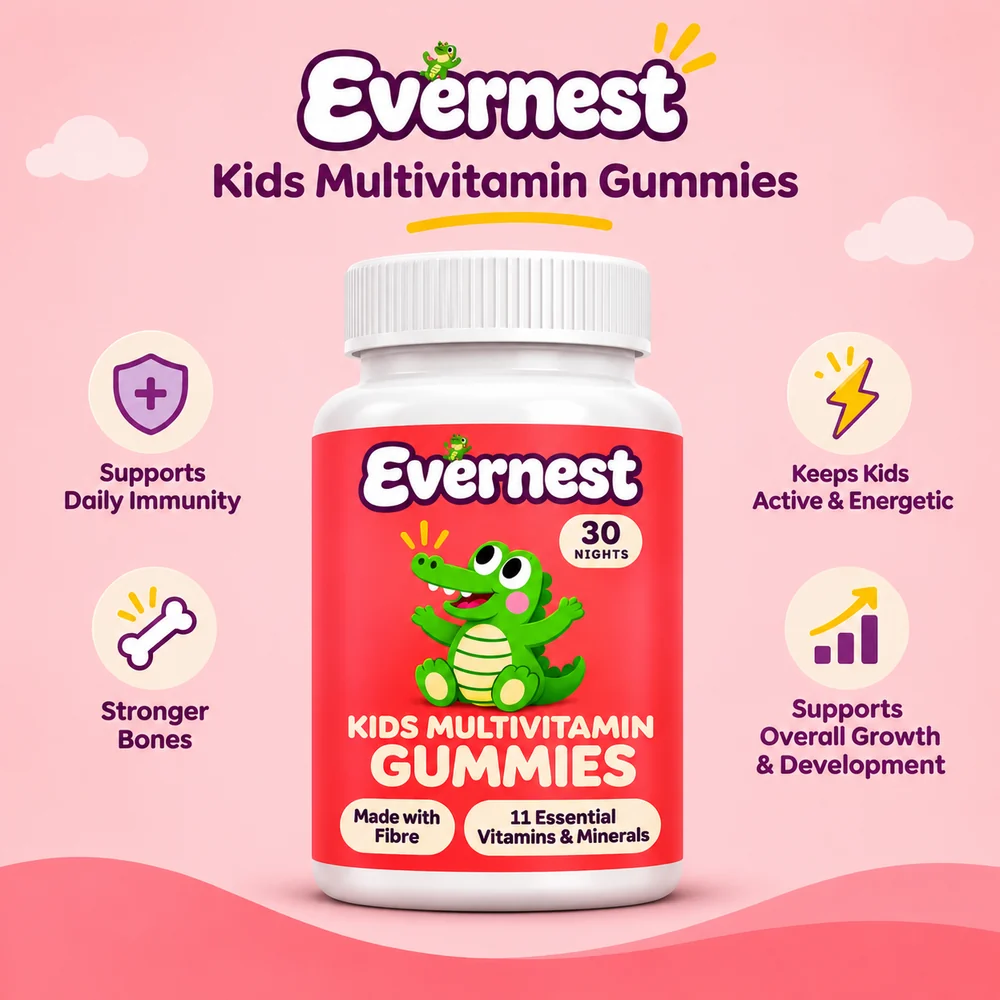 Evernest
Kids Multivitamin Gummies
Supports
Daily Immunity
Stronger
Bones
Evernest
30
NIGHTS
KIDS MULTIVITAMIN
GUMMIES
Made with
Fibre
11 Essential
Vitamins & Minerals
Keeps Kids
Active & Energetic
Supports
Overall Growth
& Development